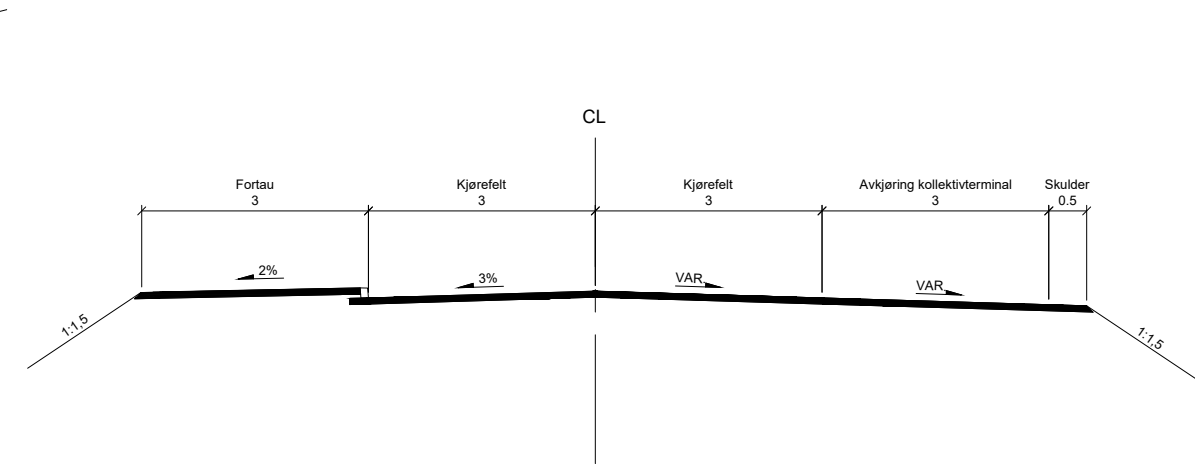 CL
Fortau
3
Kjørefelt
3
Kjørefelt
3
Avkjøring kollektivterminal
3
Skulder
0.5
2%
3%
VAR
VAR
1:1,5
1:1,5